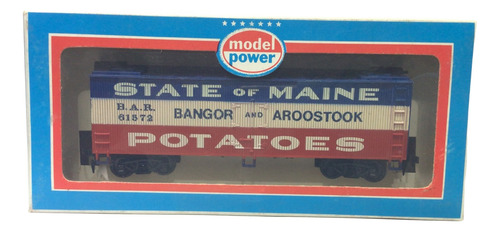 model
power
STATE OF MAINE
B.A.R.
61572
BANGOR AND AROOSTOOK
POTATOES